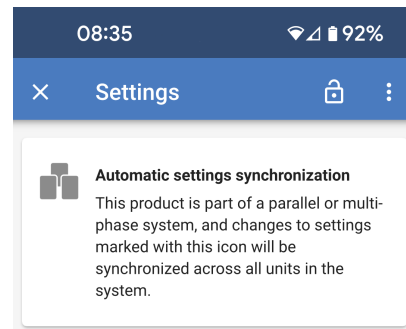 08:35 92%
Settings
Automatic settings synchronization
This product is part of a parallel or multi-
phase system, and changes to settings
marked with this icon will be
synchronized across all units in the
system.